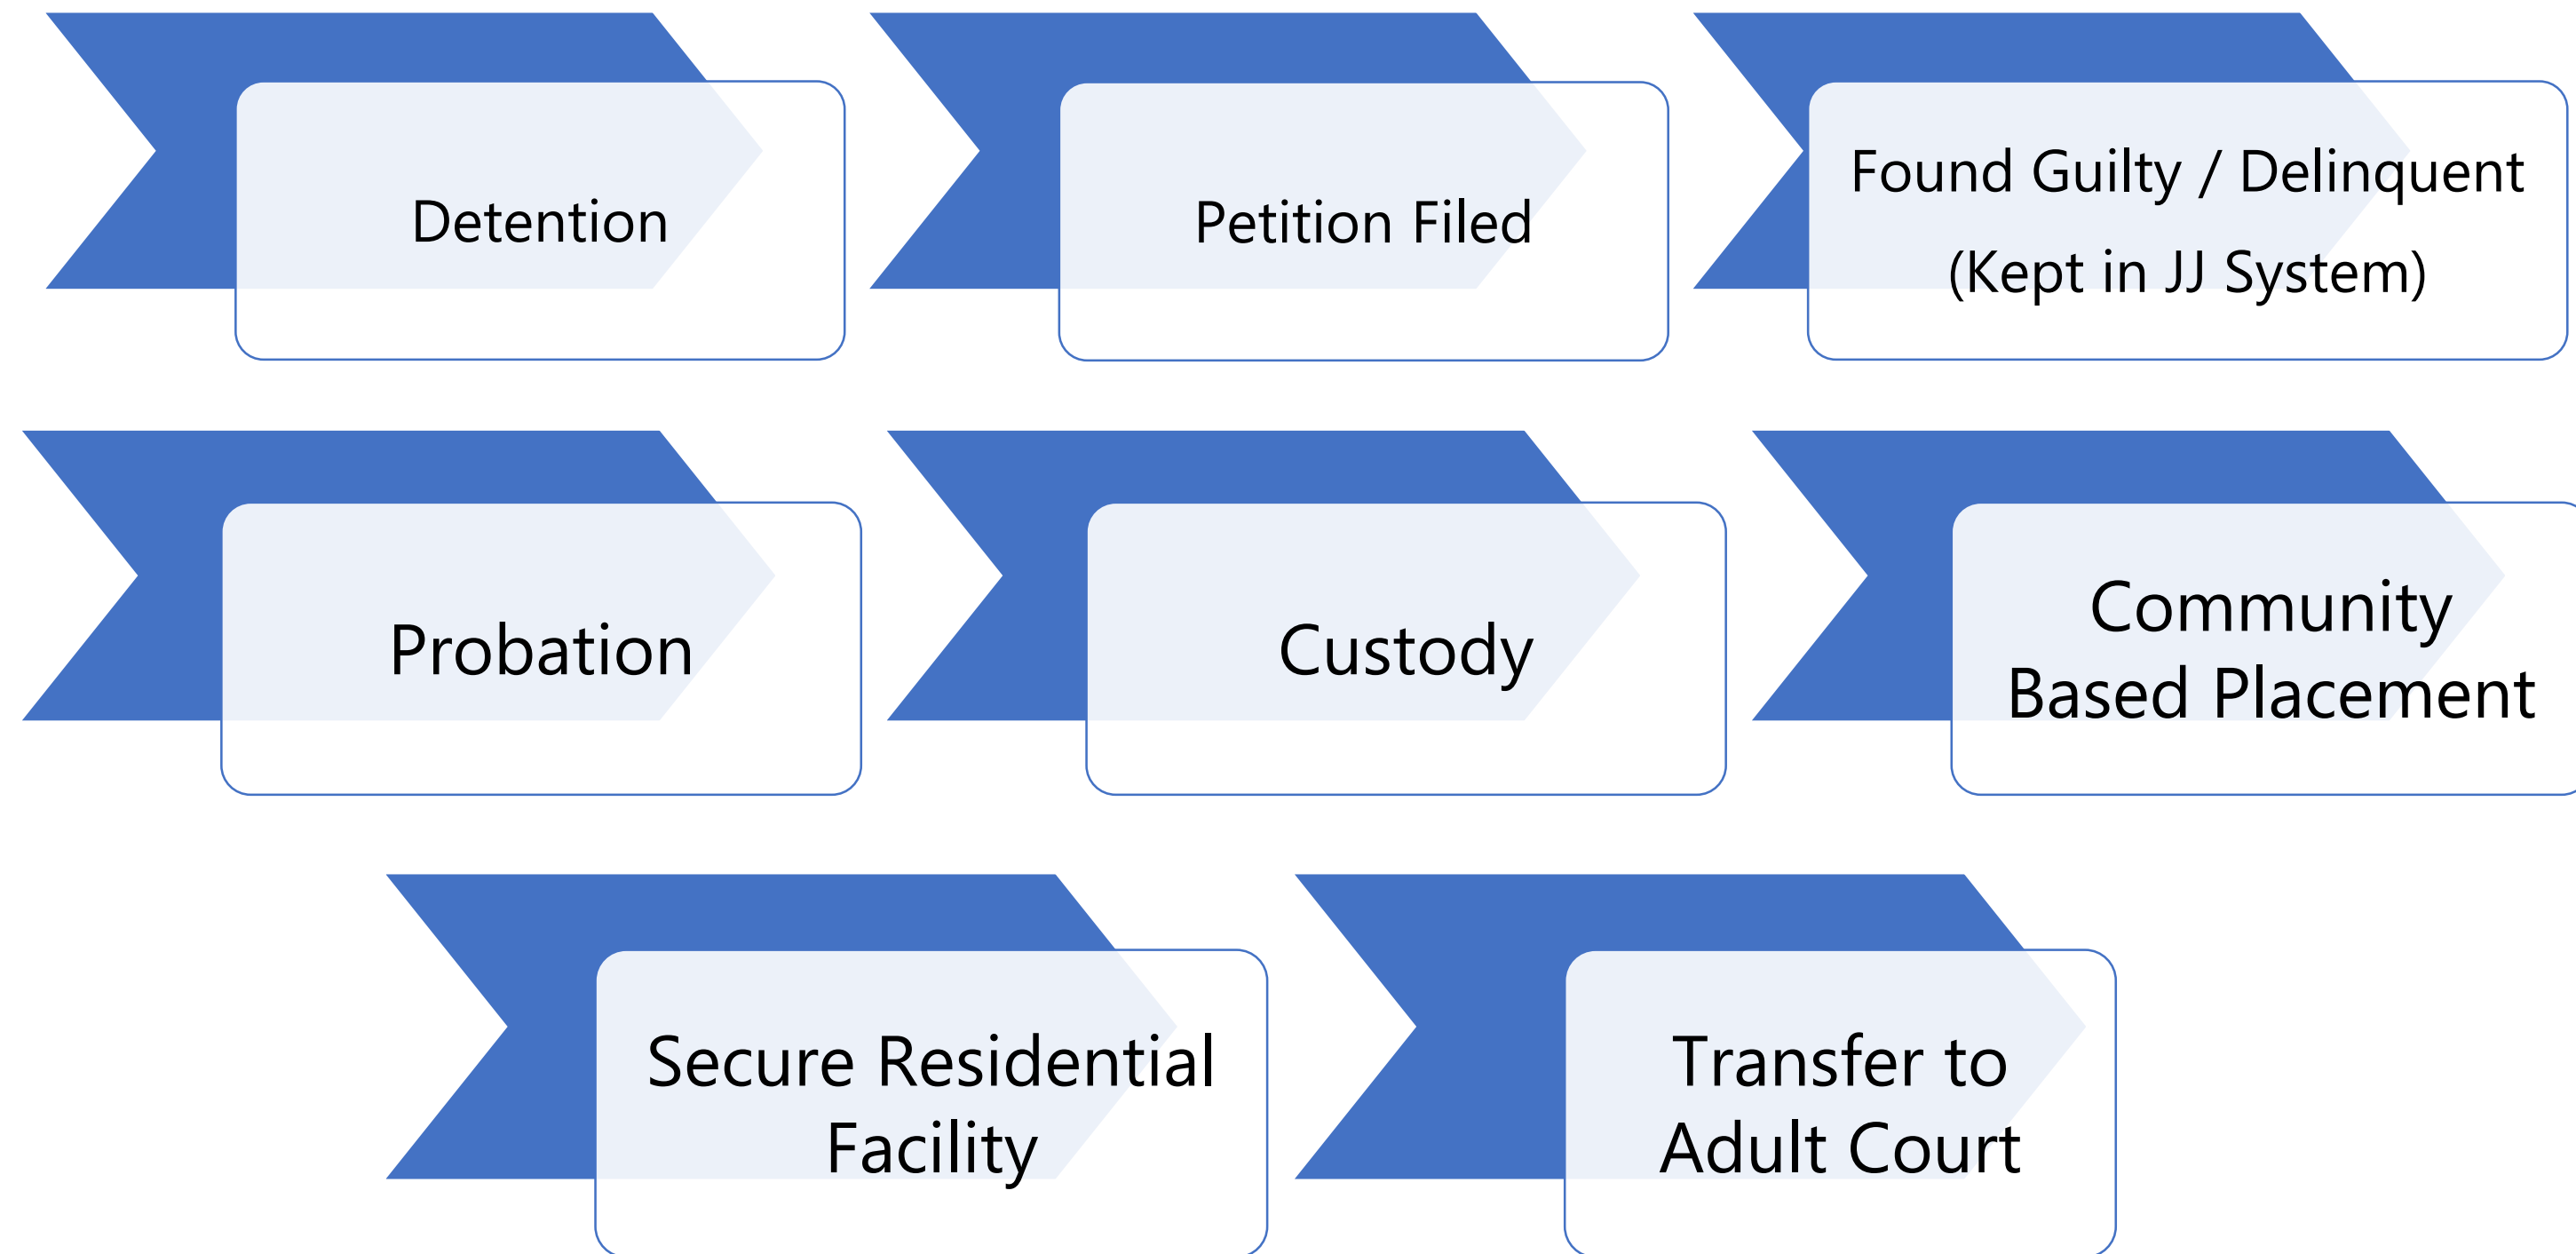 Detention
Petition Filed
Found Guilty / Delinquent
(Kept in JJ System)
Probation
Custody
Community
Based Placement
Secure Residential
Facility
Transfer to
Adult Court